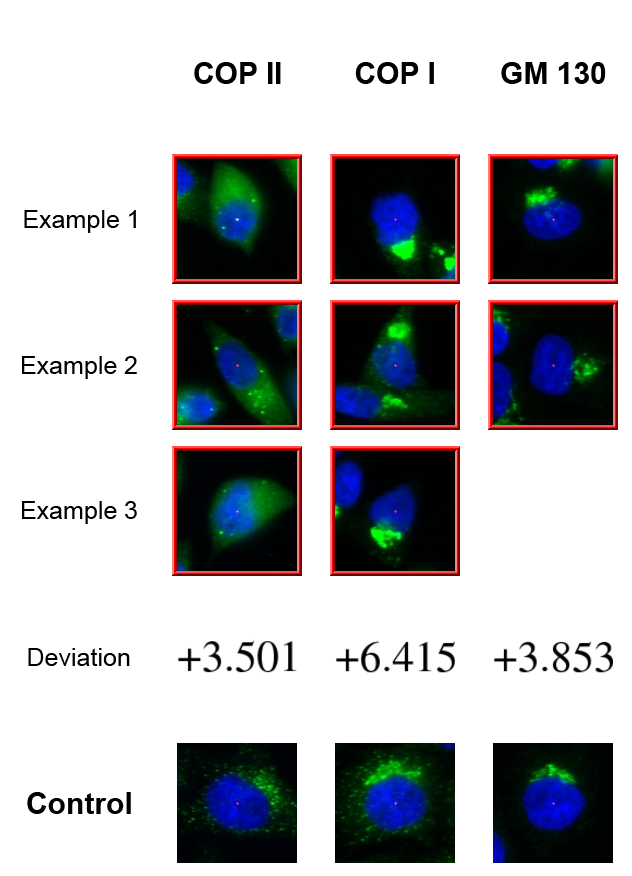 COP II COP I GM 130
Example 1
Example 2
Example 3
Deviation +3.501 +6.415 +3.853
Control